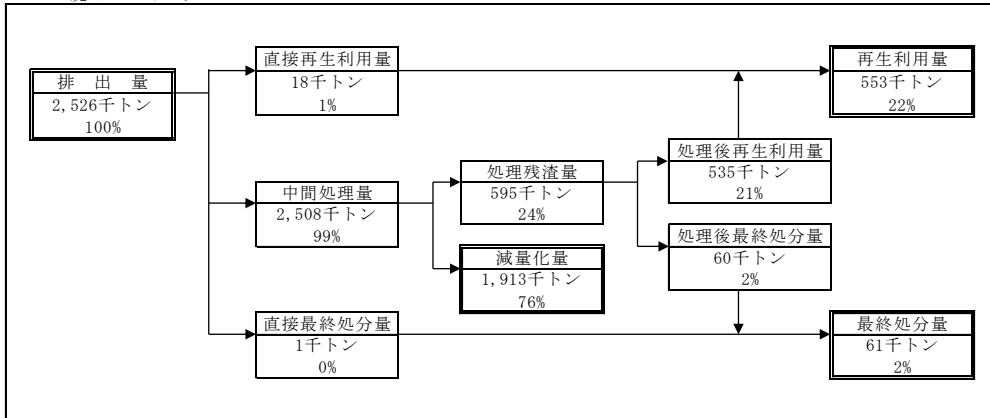 排出量
2,526千トン
100%
直接再生利用量
18千トン
1%
再生利用量
553千トン
22%
中間処理量
2,508千トン
99%
処理残渣量
595千トン
24%
処理後再生利用量
535千トン
21%
減量化量
1,913千トン
76%
処理後最終処分量
60千トン
2%
直接最終処分量
1千トン
0%
最終処分量
61千トン
2%